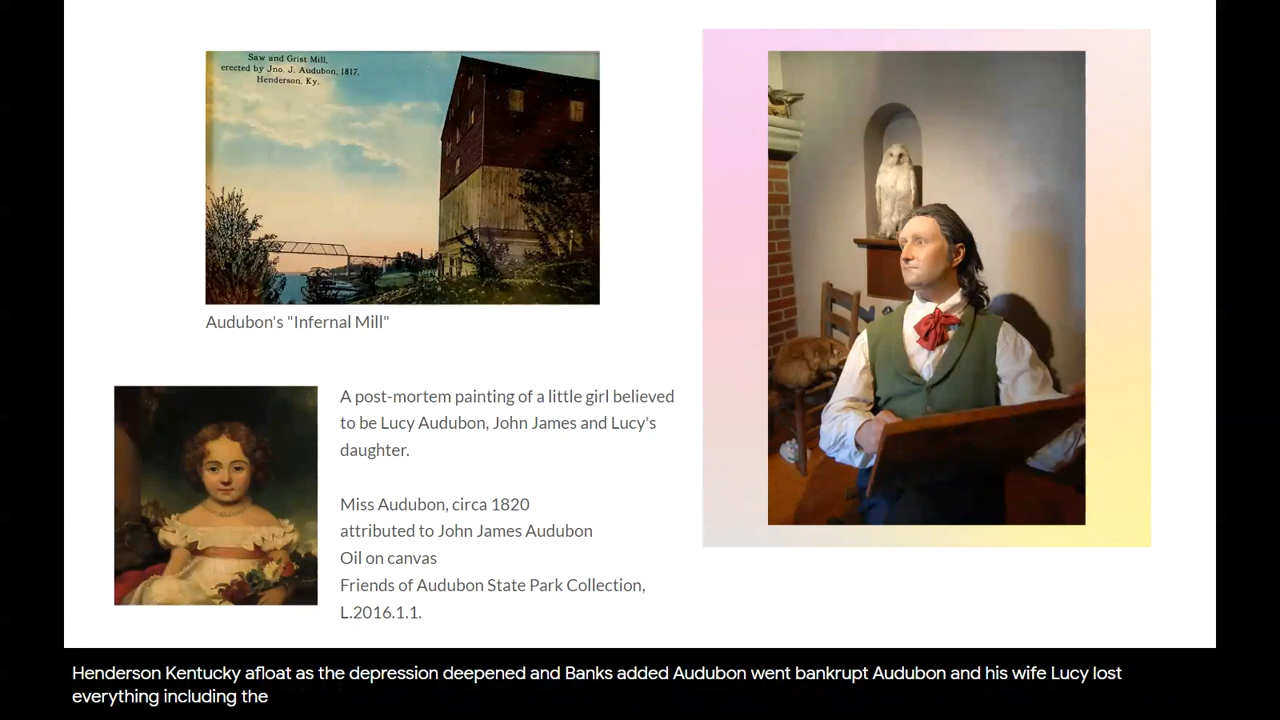 Saw and Grist Mill,
erected by Jno. J. Audubon, 1817,
Henderson, Ky.
Audubon's "Infernal Mill"
A post-mortem painting of a little girl believed
to be Lucy Audubon, John James and Lucy's
daughter.
Miss Audubon, circa 1820
attributed to John James Audubon
Oil on canvas
Friends of Audubon State Park Collection,
L.2016.1.1.
Henderson Kentucky afloat as the depression deepened and Banks added Audubon went bankrupt Audubon and his wife Lucy lost
everything including the